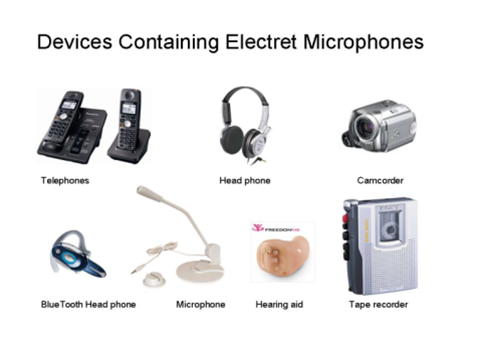 Devices Containing Electret Microphones
Telephones
Head phone
Camcorder
FREEDOM
BlueTooth Head phone
Microphone
Hearing aid
Tape recorder